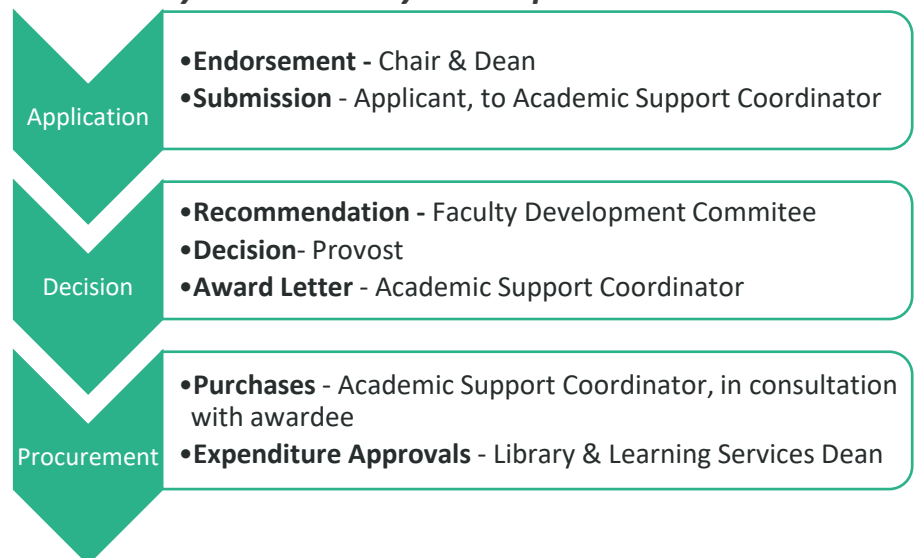 •Endorsement - Chair & Dean
•Submission - Applicant, to Academic Support Coordinator
Application
•Recommendation - Faculty Development Commitee
•Decision- Provost
•Award Letter - Academic Support Coordinator
Decision
•Purchases - Academic Support Coordinator, in consultation
with awardee
•Expenditure Approvals - Library & Learning Services Dean
Procurement